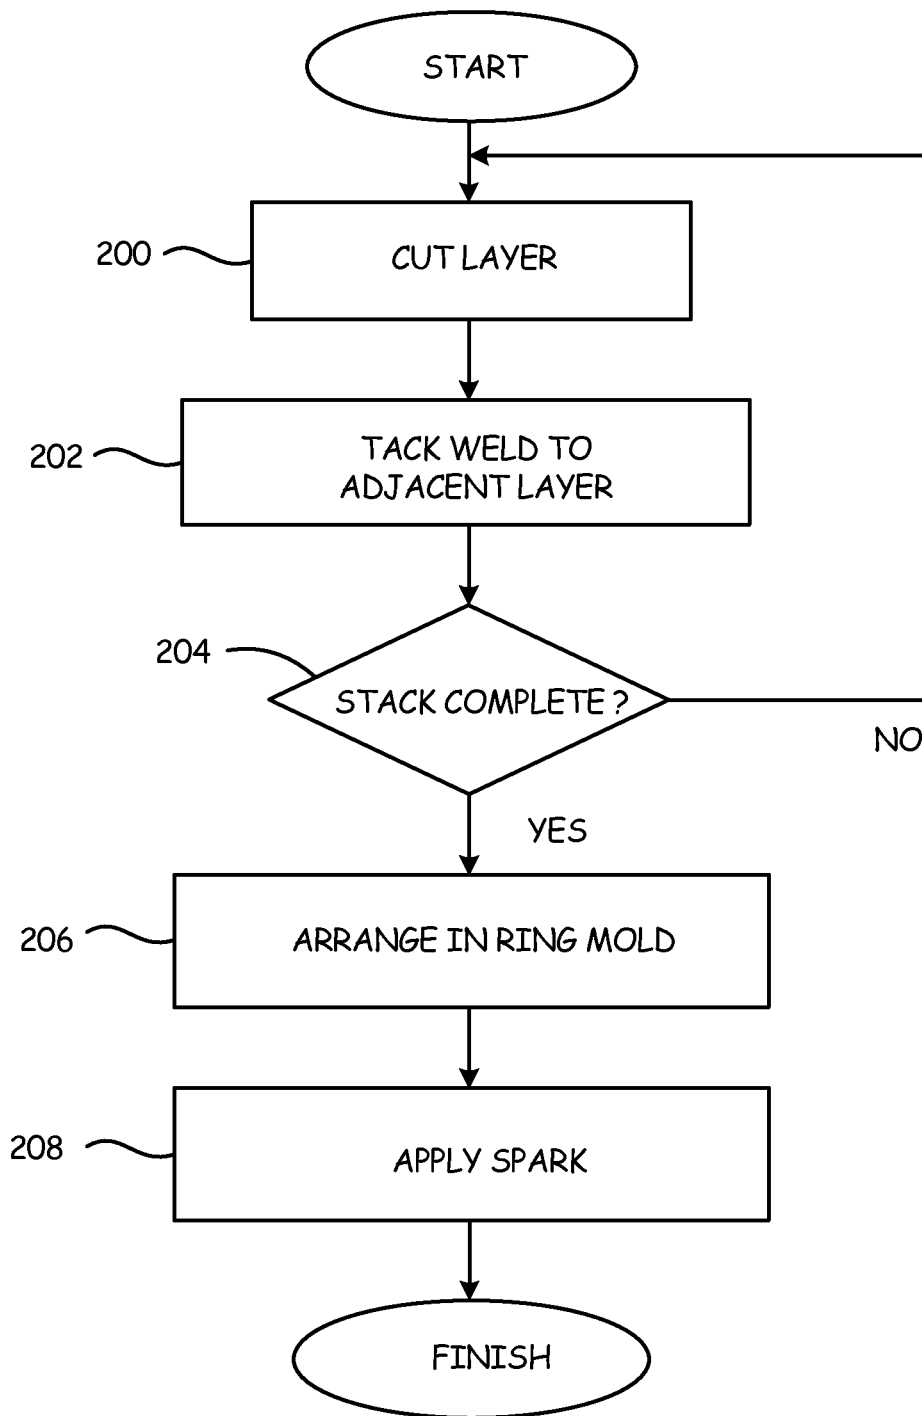 START
200
CUT LAYER
202
TACK WELD TO
ADJACENT LAYER
204
STACK COMPLETE ?
NO
YES
206
ARRANGE IN RING MOLD
208
APPLY SPARK
FINISH